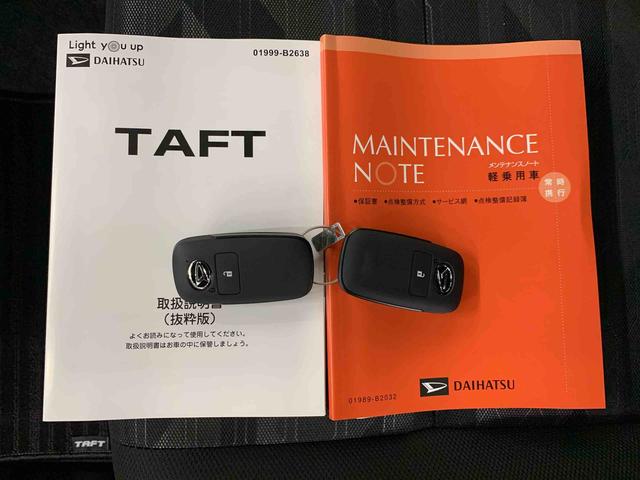 Light you up
DAIHATSU
01999-B2638
TAFT
取扱説明書
(抜粋版)
よくお読みになって使用してください。
取扱説明書はお車の中に保管しましょう。
MAINTENANCE
NOTE
メンテナンスノート
軽乗用車
常時
携行
●保証書 ●点検整備方式 ●サービス網 ●点検整備記録簿
01989-B2032
DAIHATSU
TAFT